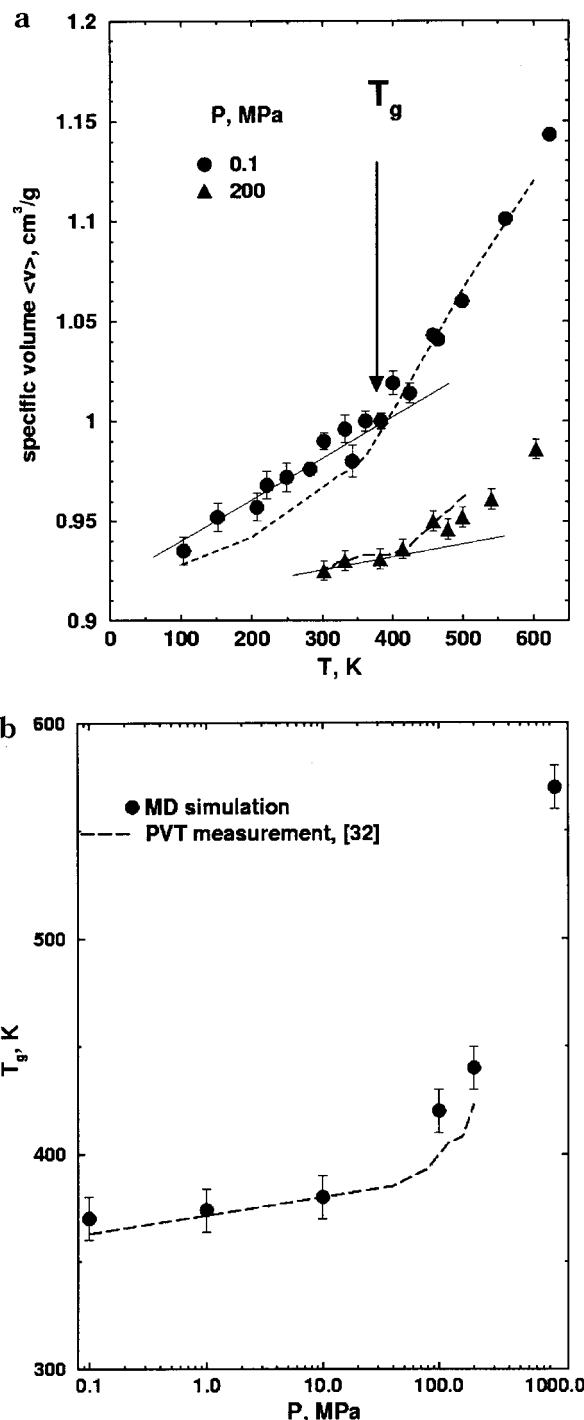 a
1.2
1.15
1.1
1.05
1
0.95
0.9
specific volume <v>, cm³/g
P, MPa
0.1
200
Tg
0 100 200 300 400 500 600
T, K
b
600
500
400
300
Tg, K
MD simulation
PVT measurement, [32]
0.1 1.0 10.0 100.0 1000.0
P, MPa